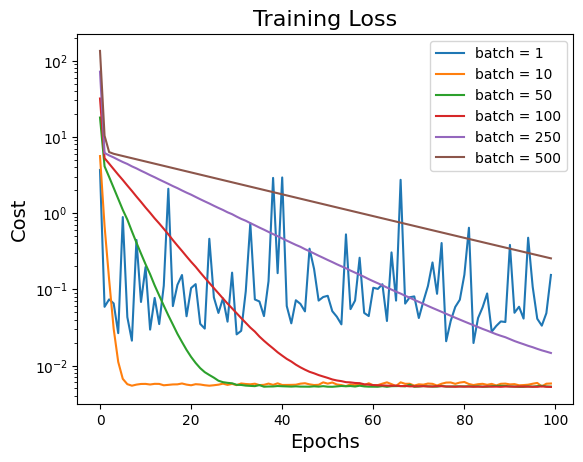 Training Loss
Cost
10²
10¹
10⁰
10⁻¹
10⁻²
batch = 1
batch = 10
batch = 50
batch = 100
batch = 250
batch = 500
0 20 40 60 80 100
Epochs